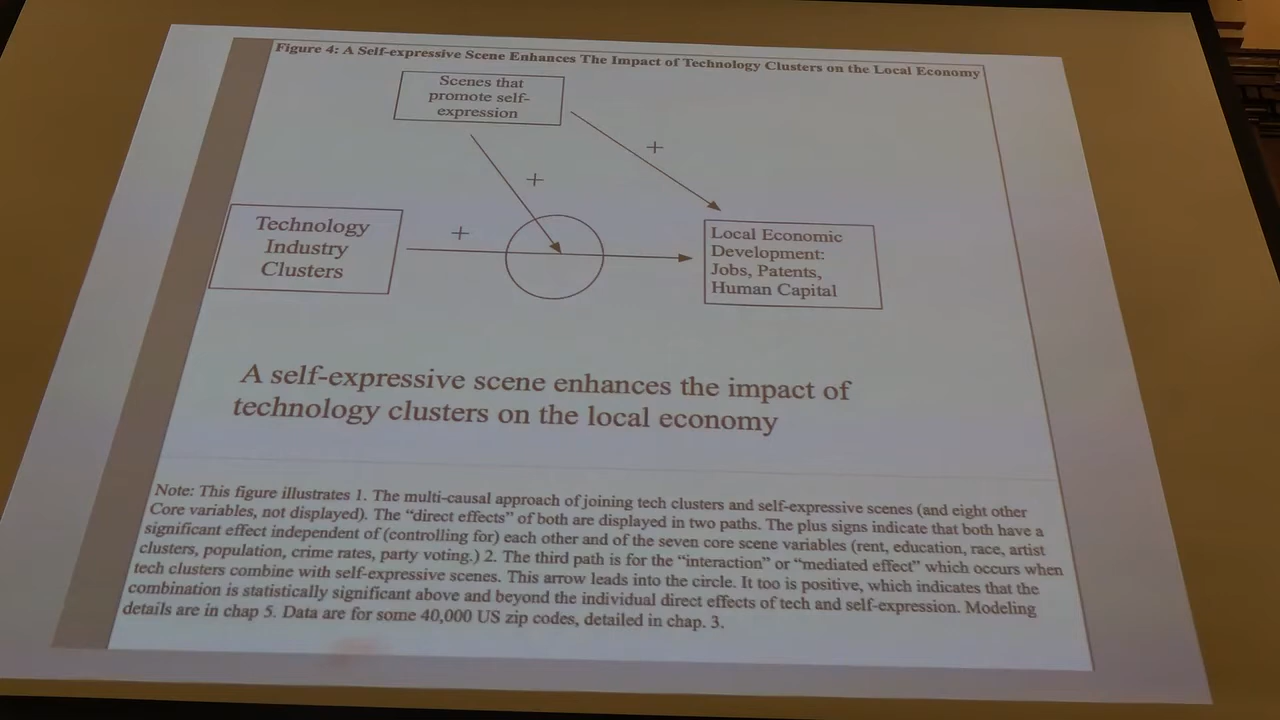 Figure 4: A Self-expressive Scene Enhances The Impact of Technology Clusters on the Local Economy
Scenes that
promote self-
expression
+
+
Technology
Industry
Clusters
+
Local Economic
Development:
Jobs, Patents,
Human Capital
A self-expressive scene enhances the impact of
technology clusters on the local economy
Note: This figure illustrates 1. The multi-causal approach of joining tech clusters and self-expressive scenes (and eight other
Core variables, not displayed). The “direct effects” of both are displayed in two paths. The plus signs indicate that both have a
significant effect independent of (controlling for) each other and of the seven core scene variables (rent, education, race, artist
clusters, population, crime rates, party voting.) 2. The third path is for the “interaction” or “mediated effect” which occurs when
tech clusters combine with self-expressive scenes. This arrow leads into the circle. It too is positive, which indicates that the
combination is statistically significant above and beyond the individual direct effects of tech and self-expression. Modeling
details are in chap 5. Data are for some 40,000 US zip codes, detailed in chap. 3.